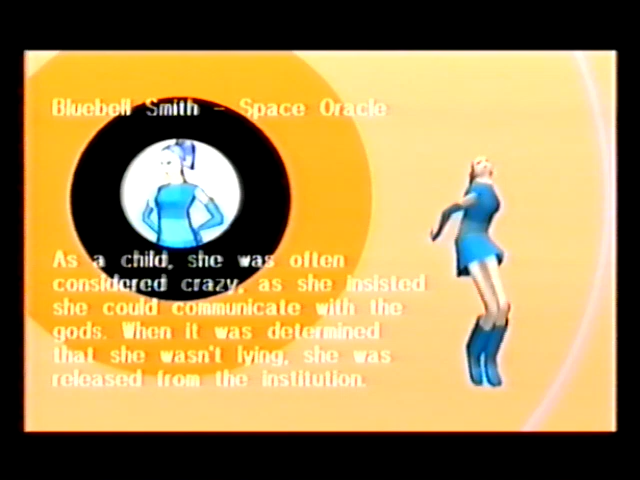 Bluebell Smith - Space Oracle
As a child, she was often
considered crazy, as she insisted
she could communicate with the
gods. When it was determined
that she wasn't lying, she was
released from the institution.